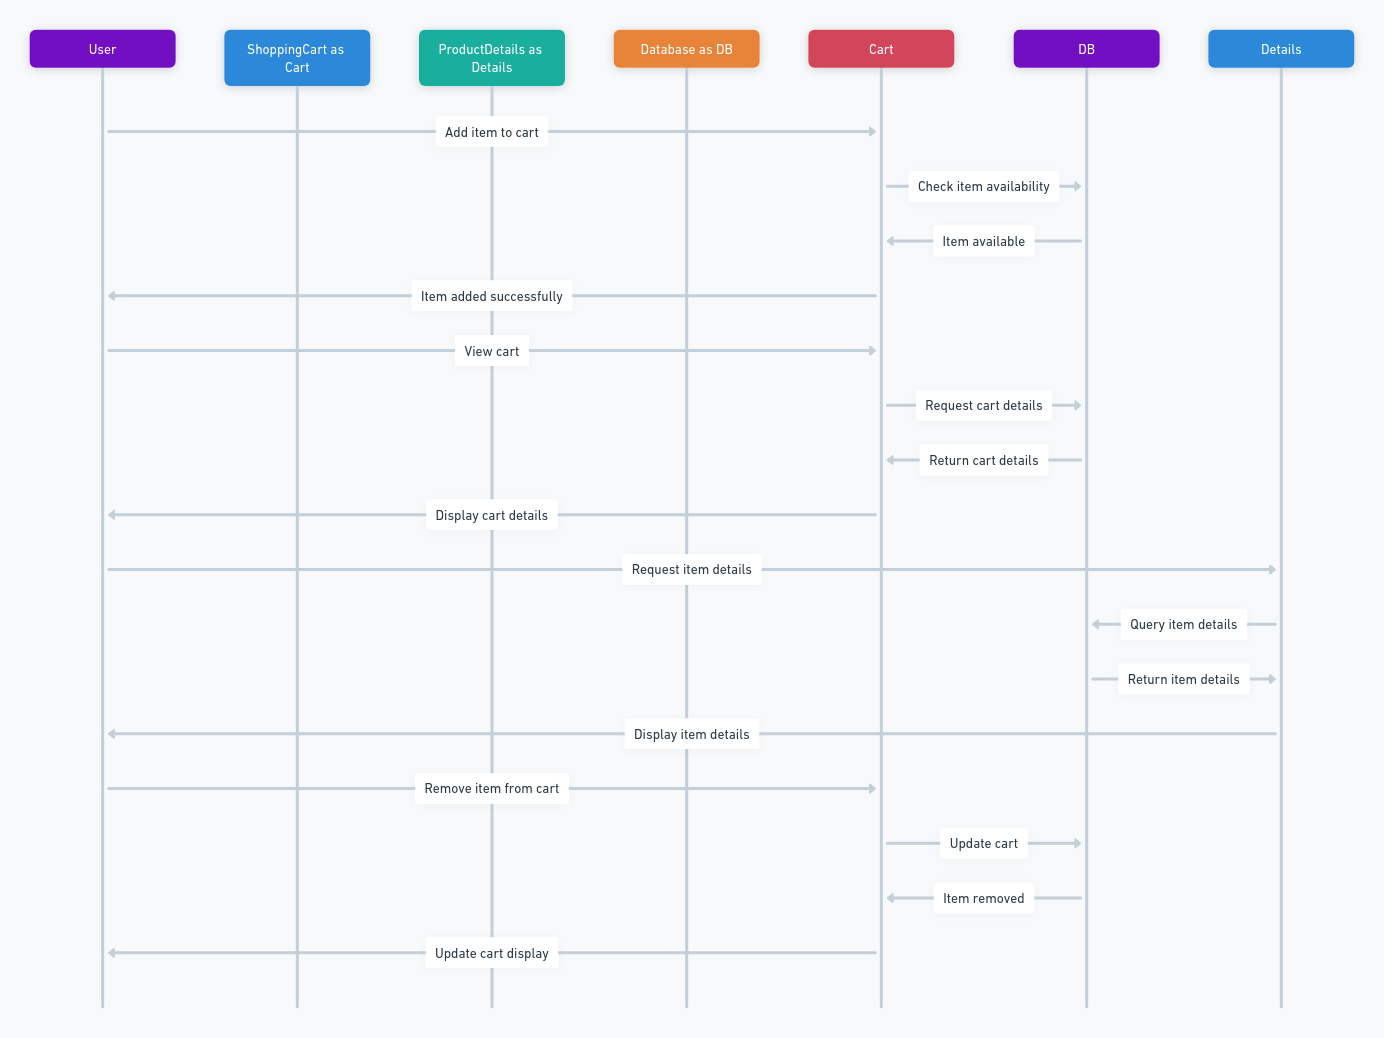 User
ShoppingCart as
Cart
ProductDetails as
Details
Database as DB
Cart
DB
Details
Add item to cart
Check item availability
Item available
Item added successfully
View cart
Request cart details
Return cart details
Display cart details
Request item details
Query item details
Return item details
Display item details
Remove item from cart
Update cart
Item removed
Update cart display